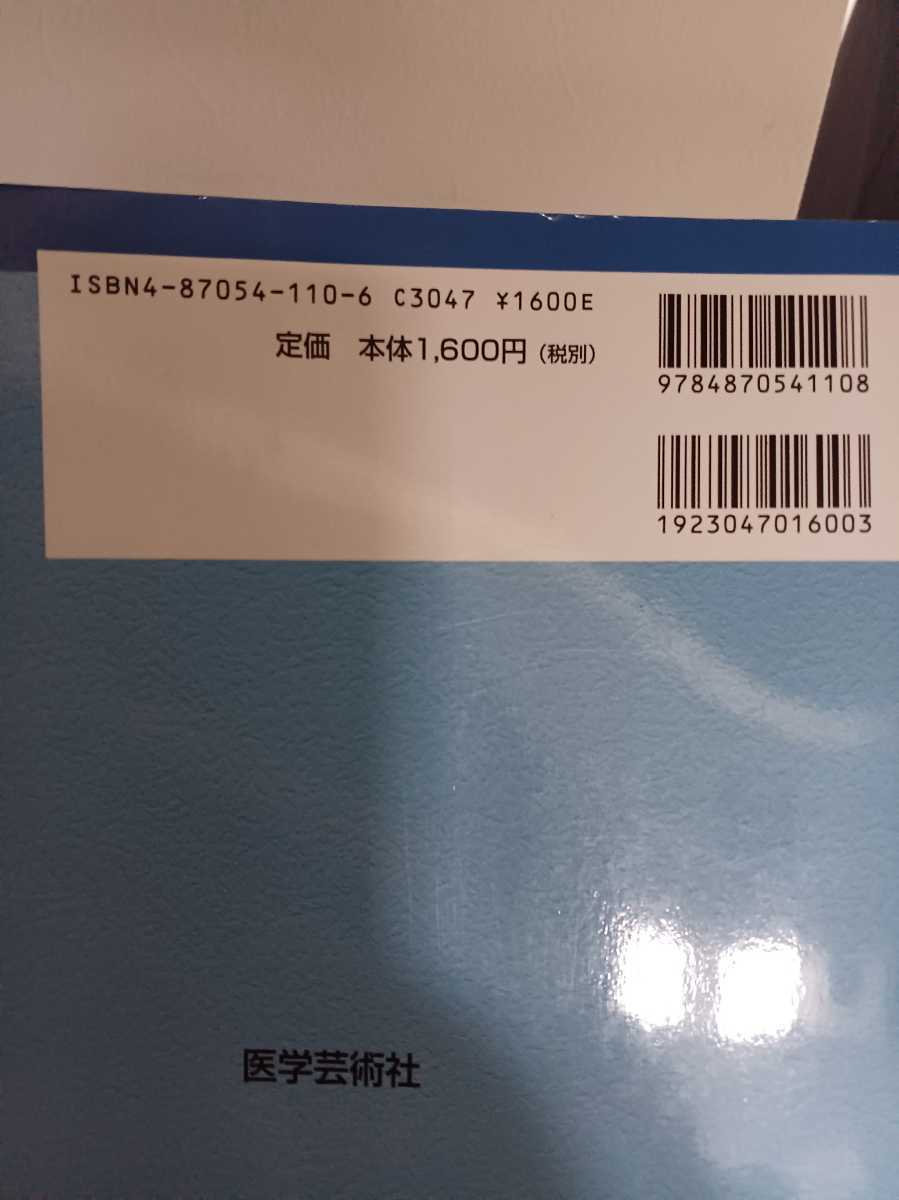 ISBN4-87054-110-6 C3047 ¥1600E
定価 本体1,600円(税別)
9784870541108
1923047016003
医学芸術社